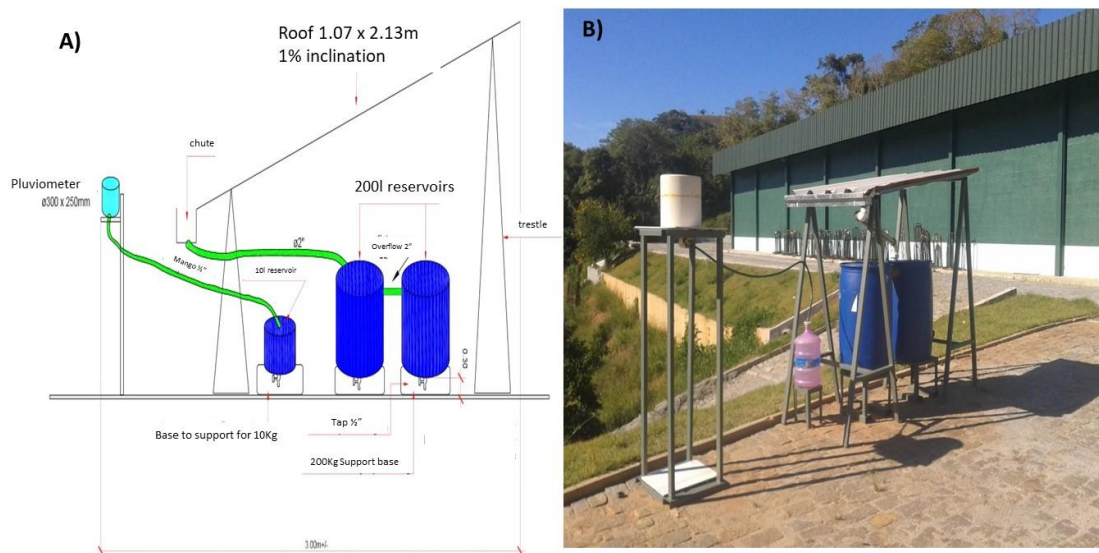 A)
Roof 1.07 x 2.13m
1% inclination
chute
Pluviometer
ø300 x 250mm
200l reservoirs
trestle
ø2"
Overflow 2"
Mango ½"
10l reservoir
0.30
Base to support for 10Kg
Tap ½"
200Kg Support base
3.00m+/-
B)